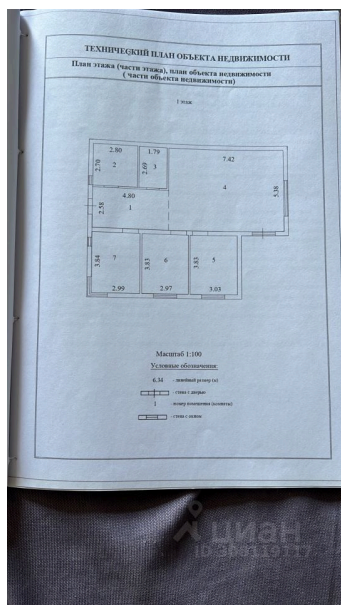 ТЕХНИЧЕСКИЙ ПЛАН ОБЪЕКТА НЕДВИЖИМОСТИ
План этажа (части этажа), план объекта недвижимости
( части объекта недвижимости)
1 этаж
2.80 1.79 7.42
2.70 2 2.69 3 4 5.38
4.80
2.58 1
3.84 7 3.83 6 3.83 5
2.99 2.97 3.03
Масштаб 1:100
Условные обозначения:
6.34 - линейный размер (м)
- стена с дверью
1 - номер помещения (комнаты)
- стена с окном
циан